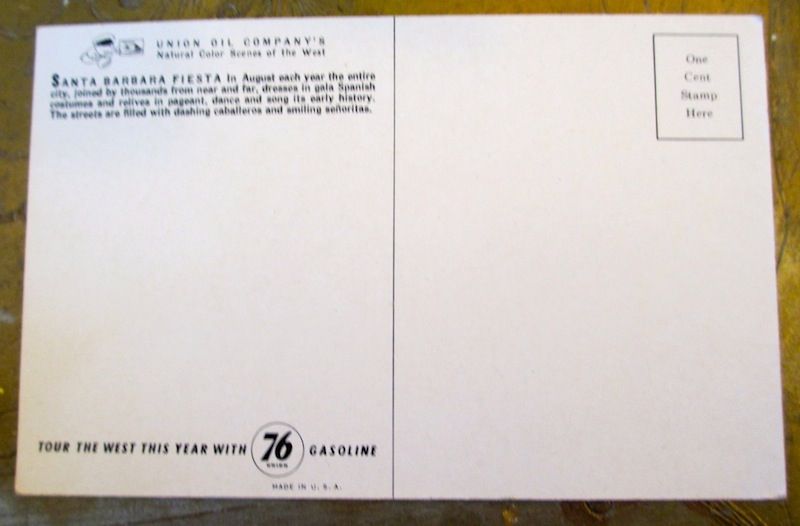 UNION OIL COMPANY'S
Natural Color Scenes of the West
SANTA BARBARA FIESTA In August each year the entire
city, joined by thousands from near and far, dresses in gala Spanish
costumes and relives in pageant, dance and song its early history.
The streets are filled with dashing caballeros and smiling señoritas.
One
Cent
Stamp
Here
TOUR THE WEST THIS YEAR WITH 76 GASOLINE
UNION
MADE IN U. S. A.